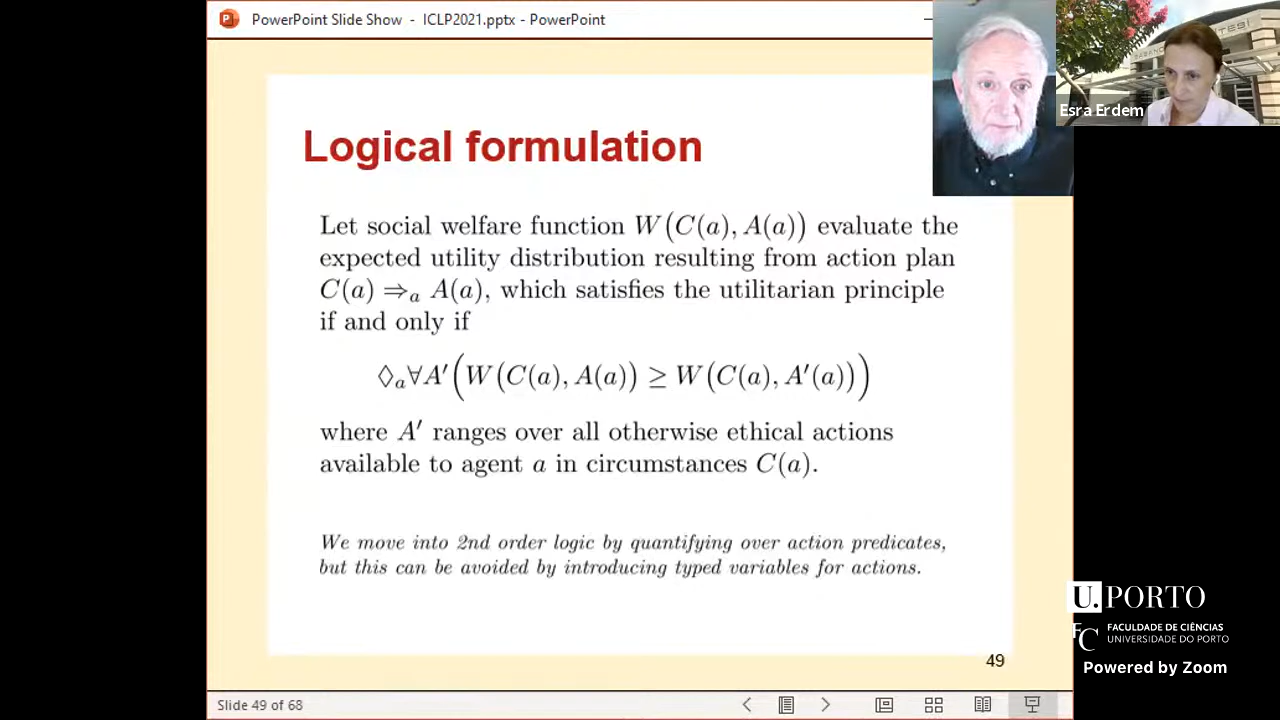 PowerPoint Slide Show - ICLP2021.pptx - PowerPoint
Esra Erdem
Logical formulation
Let social welfare function W(C(a), A(a)) evaluate the
expected utility distribution resulting from action plan
C(a) ⇒ₐ A(a), which satisfies the utilitarian principle
if and only if
◇ₐ∀A′(W(C(a), A(a)) ≥ W(C(a), A′(a)))
where A′ ranges over all otherwise ethical actions
available to agent a in circumstances C(a).
We move into 2nd order logic by quantifying over action predicates,
but this can be avoided by introducing typed variables for actions.
49
Slide 49 of 68
U.PORTO
FC FACULDADE DE CIÊNCIAS
UNIVERSIDADE DO PORTO
Powered by Zoom